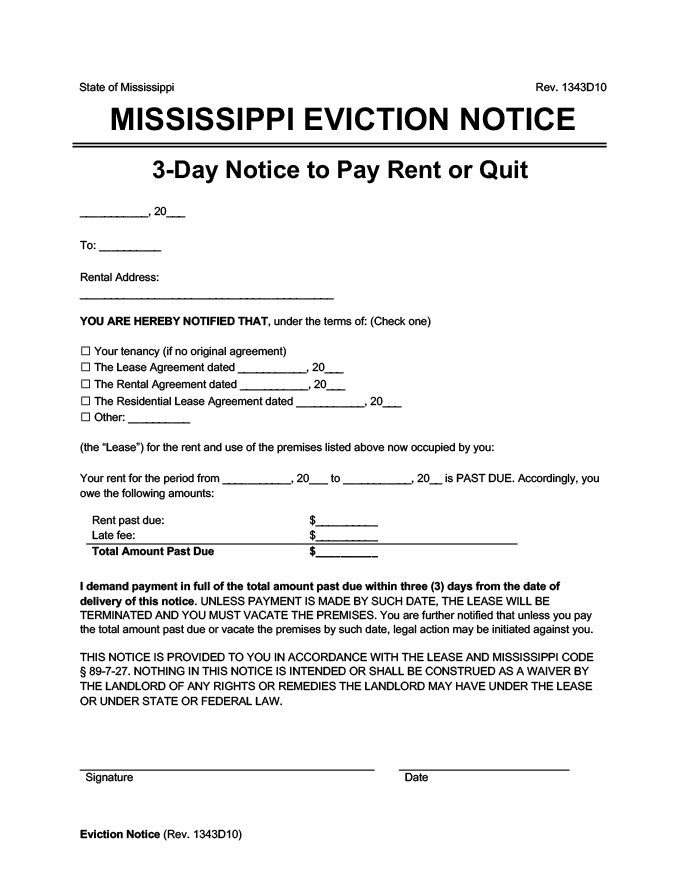 State of Mississippi Rev. 1343D10
MISSISSIPPI EVICTION NOTICE
3-Day Notice to Pay Rent or Quit
___________, 20___
To: __________
Rental Address:
_________________________________________
YOU ARE HEREBY NOTIFIED THAT, under the terms of: (Check one)
☐ Your tenancy (if no original agreement)
☐ The Lease Agreement dated ___________, 20___
☐ The Rental Agreement dated ___________, 20___
☐ The Residential Lease Agreement dated ___________, 20___
☐ Other: __________
(the “Lease”) for the rent and use of the premises listed above now occupied by you:
Your rent for the period from ___________, 20___ to ___________, 20__ is PAST DUE. Accordingly, you
owe the following amounts:
Rent past due: $__________
Late fee: $__________
Total Amount Past Due $__________
I demand payment in full of the total amount past due within three (3) days from the date of
delivery of this notice. UNLESS PAYMENT IS MADE BY SUCH DATE, THE LEASE WILL BE
TERMINATED AND YOU MUST VACATE THE PREMISES. You are further notified that unless you pay
the total amount past due or vacate the premises by such date, legal action may be initiated against you.
THIS NOTICE IS PROVIDED TO YOU IN ACCORDANCE WITH THE LEASE AND MISSISSIPPI CODE
§ 89-7-27. NOTHING IN THIS NOTICE IS INTENDED OR SHALL BE CONSTRUED AS A WAIVER BY
THE LANDLORD OF ANY RIGHTS OR REMEDIES THE LANDLORD MAY HAVE UNDER THE LEASE
OR UNDER STATE OR FEDERAL LAW.
Signature Date
Eviction Notice (Rev. 1343D10)